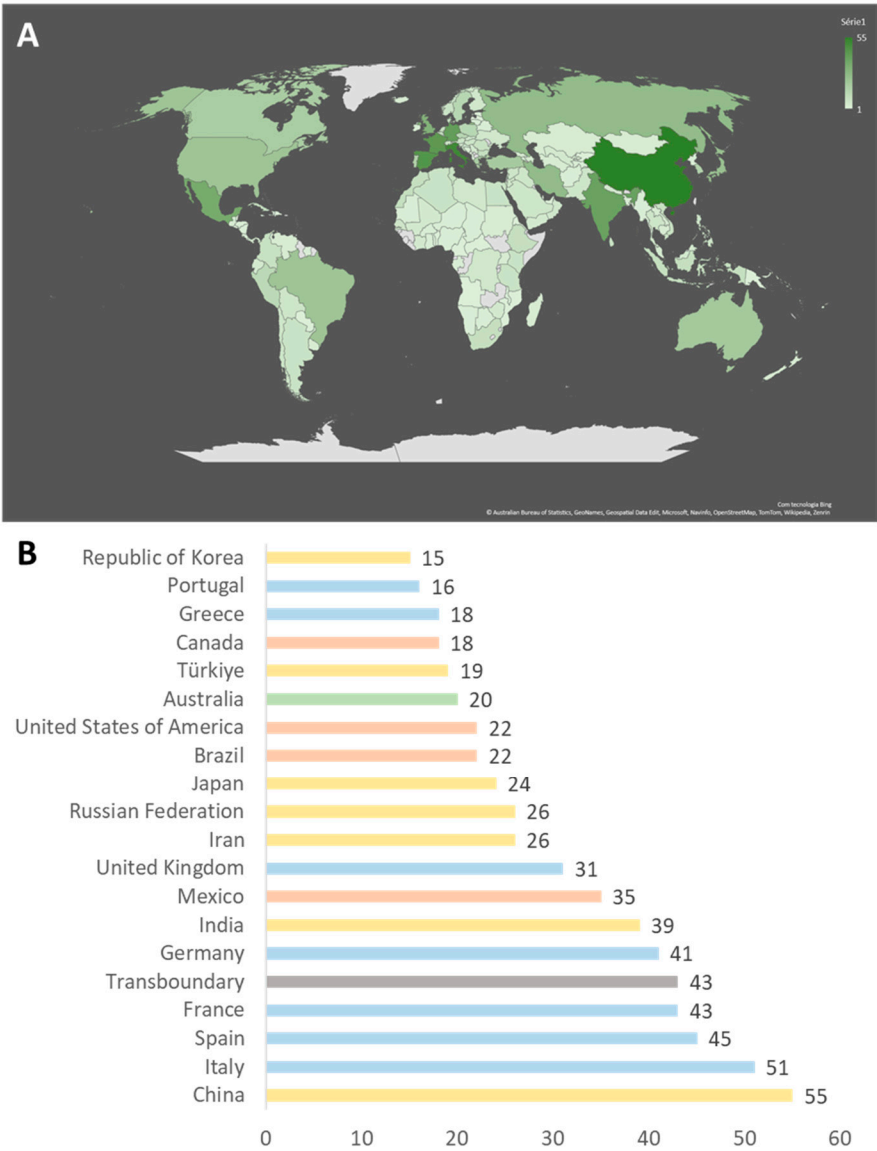 A
Série1
55
1
Com tecnologia Bing
© Australian Bureau of Statistics, GeoNames, Geospatial Data Edit, Microsoft, Navinfo, OpenStreetMap, TomTom, Wikipedia, Zenrin
B
Republic of Korea 15
Portugal 16
Greece 18
Canada 18
Türkiye 19
Australia 20
United States of America 22
Brazil 22
Japan 24
Russian Federation 26
Iran 26
United Kingdom 31
Mexico 35
India 39
Germany 41
Transboundary 43
France 43
Spain 45
Italy 51
China 55
0 10 20 30 40 50 60